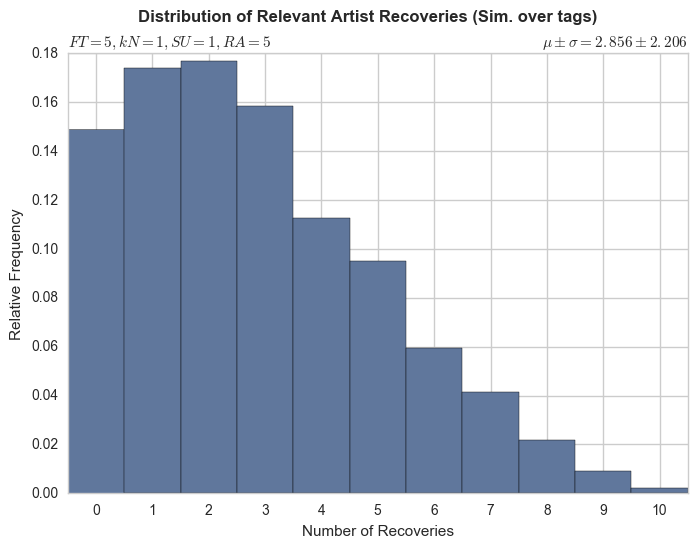 Distribution of Relevant Artist Recoveries (Sim. over tags)
FT = 5, kN = 1, SU = 1, RA = 5
μ ± σ = 2.856 ± 2.206
0.18
0.16
0.14
0.12
0.10
0.08
0.06
0.04
0.02
0.00
Relative Frequency
0 1 2 3 4 5 6 7 8 9 10
Number of Recoveries